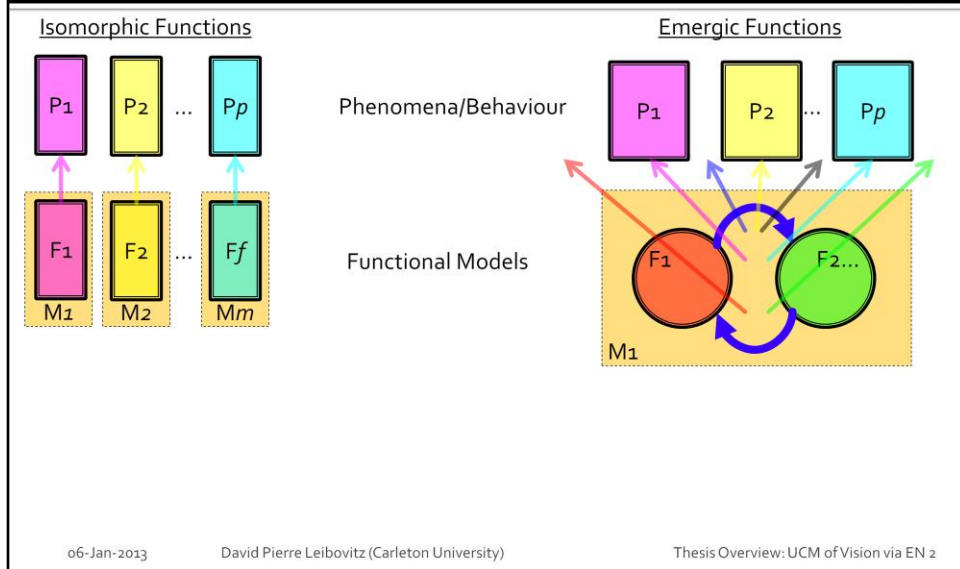 Isomorphic Functions
Emergic Functions
P1 P2 ... Pp
Phenomena/Behaviour
P1 P2 ... Pp
F1 F2 ... Ff
Functional Models
F1 F2...
M1 M2 Mm
M1
06-Jan-2013
David Pierre Leibovitz (Carleton University)
Thesis Overview: UCM of Vision via EN 2